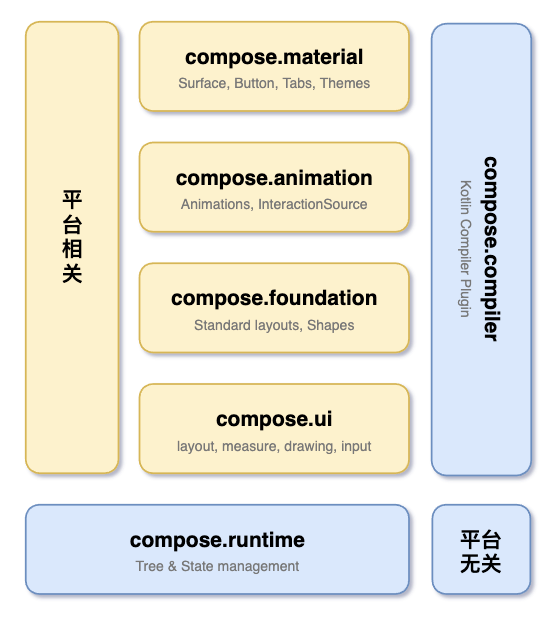 平
台
相
关
compose.material
Surface, Button, Tabs, Themes
compose.animation
Animations, InteractionSource
compose.foundation
Standard layouts, Shapes
compose.ui
layout, measure, drawing, input
compose.compiler
Kotlin Compiler Plugin
compose.runtime
Tree & State management
平台
无关